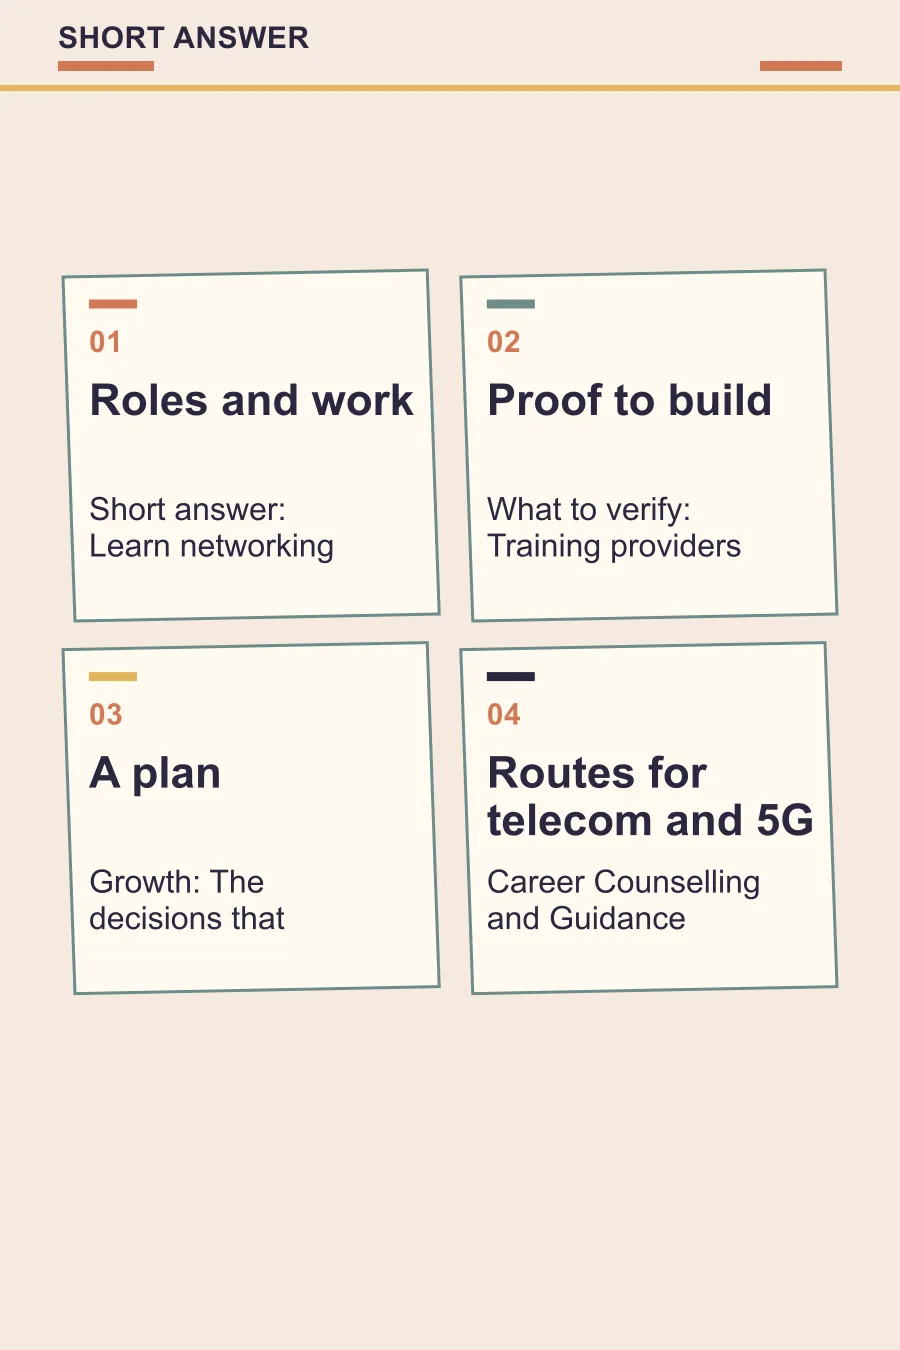 SHORT ANSWER
01
Roles and work
Short answer:
Learn networking
02
Proof to build
What to verify:
Training providers
03
A plan
Growth: The
decisions that
04
Routes for
telecom and 5G
Career Counselling
and Guidance